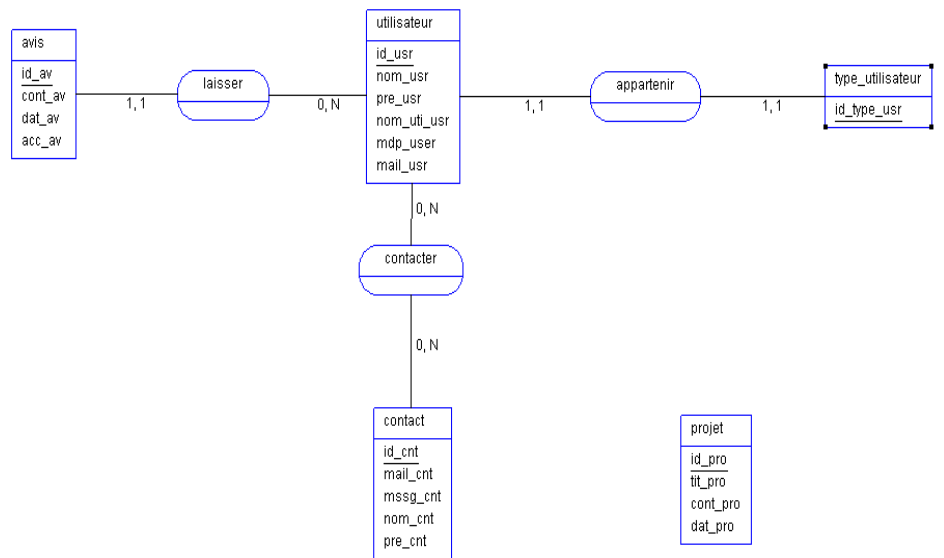 utilisateur
id_usr
nom_usr
pre_usr
nom_uti_usr
mdp_user
mail_usr
avis
id_av
cont_av
dat_av
acc_av
laisser
1, 1
0, N
appartenir
1, 1
1, 1
type_utilisateur
id_type_usr
0, N
contacter
0, N
contact
id_cnt
mail_cnt
mssg_cnt
nom_cnt
pre_cnt
projet
id_pro
tit_pro
cont_pro
dat_pro